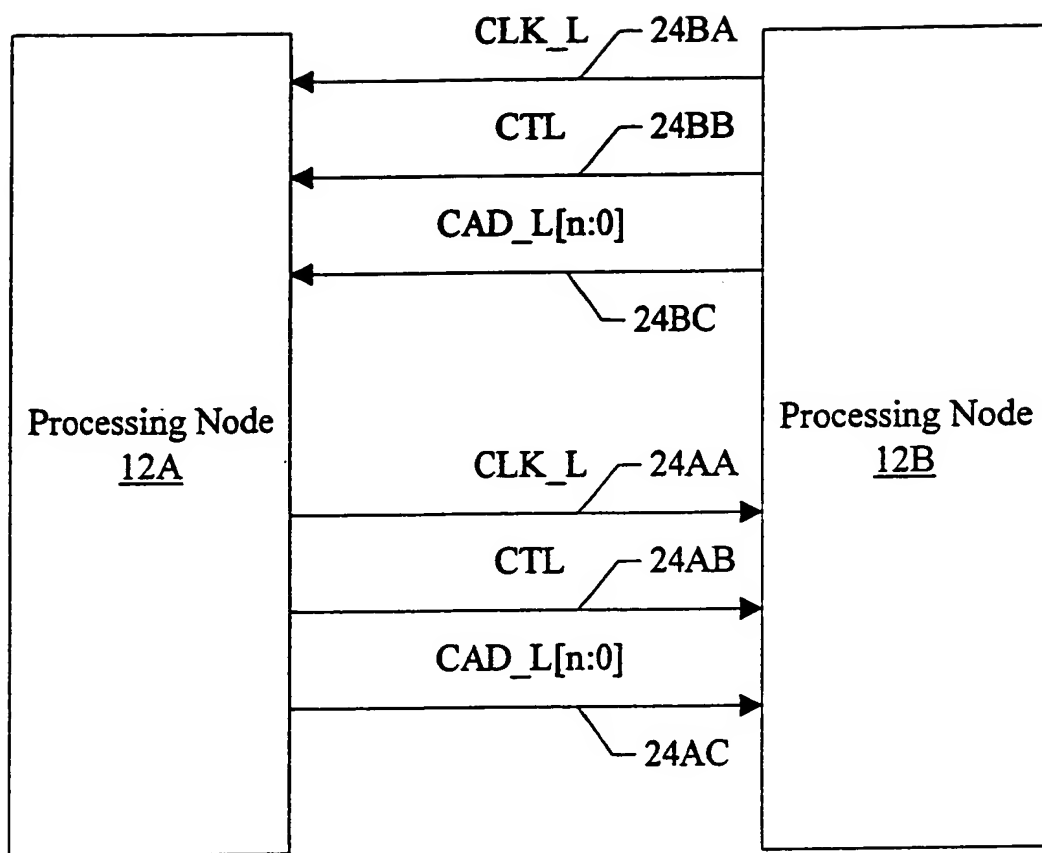 CLK_L 24BA
CTL 24BB
CAD_L[n:0]
24BC
Processing Node
12A
Processing Node
12B
CLK_L 24AA
CTL 24AB
CAD_L[n:0]
24AC